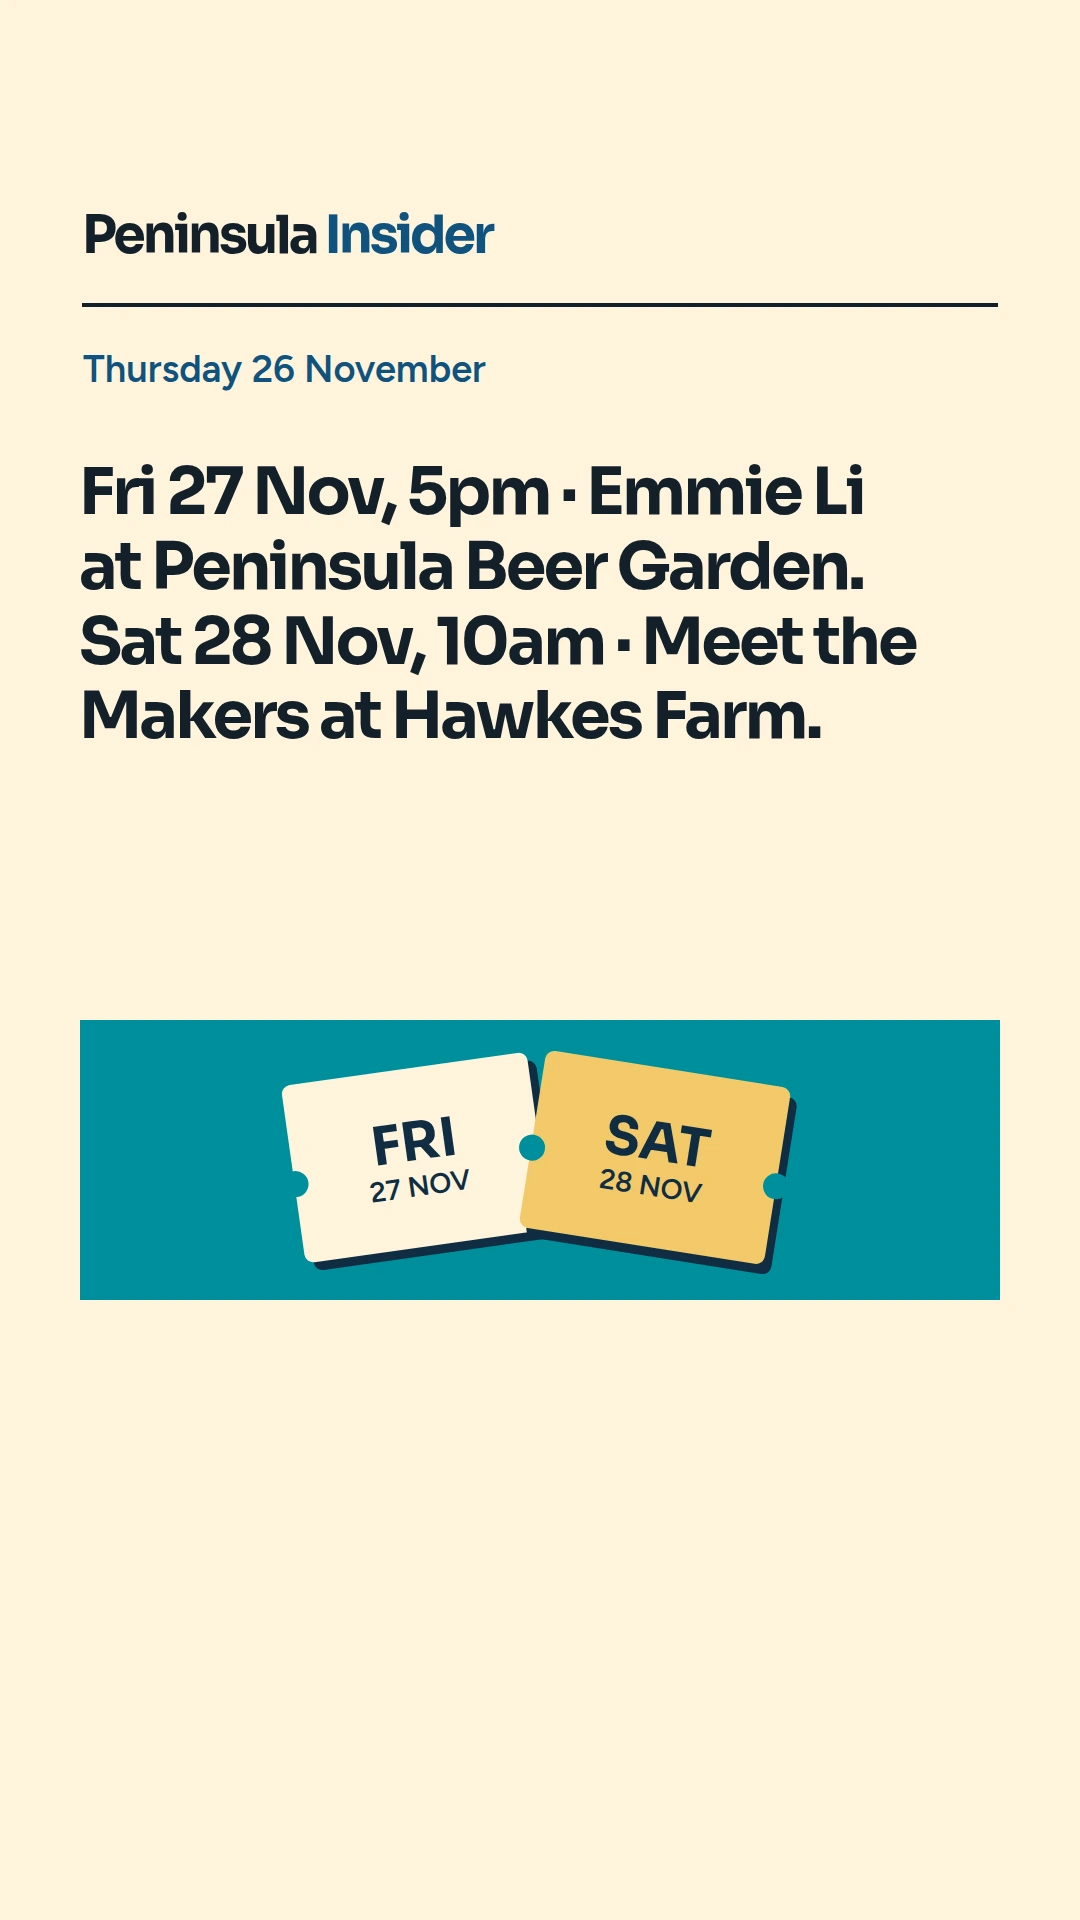 Peninsula Insider
Thursday 26 November
Fri 27 Nov, 5pm · Emmie Li
at Peninsula Beer Garden.
Sat 28 Nov, 10am · Meet the
Makers at Hawkes Farm.
FRI
27 NOV
SAT
28 NOV